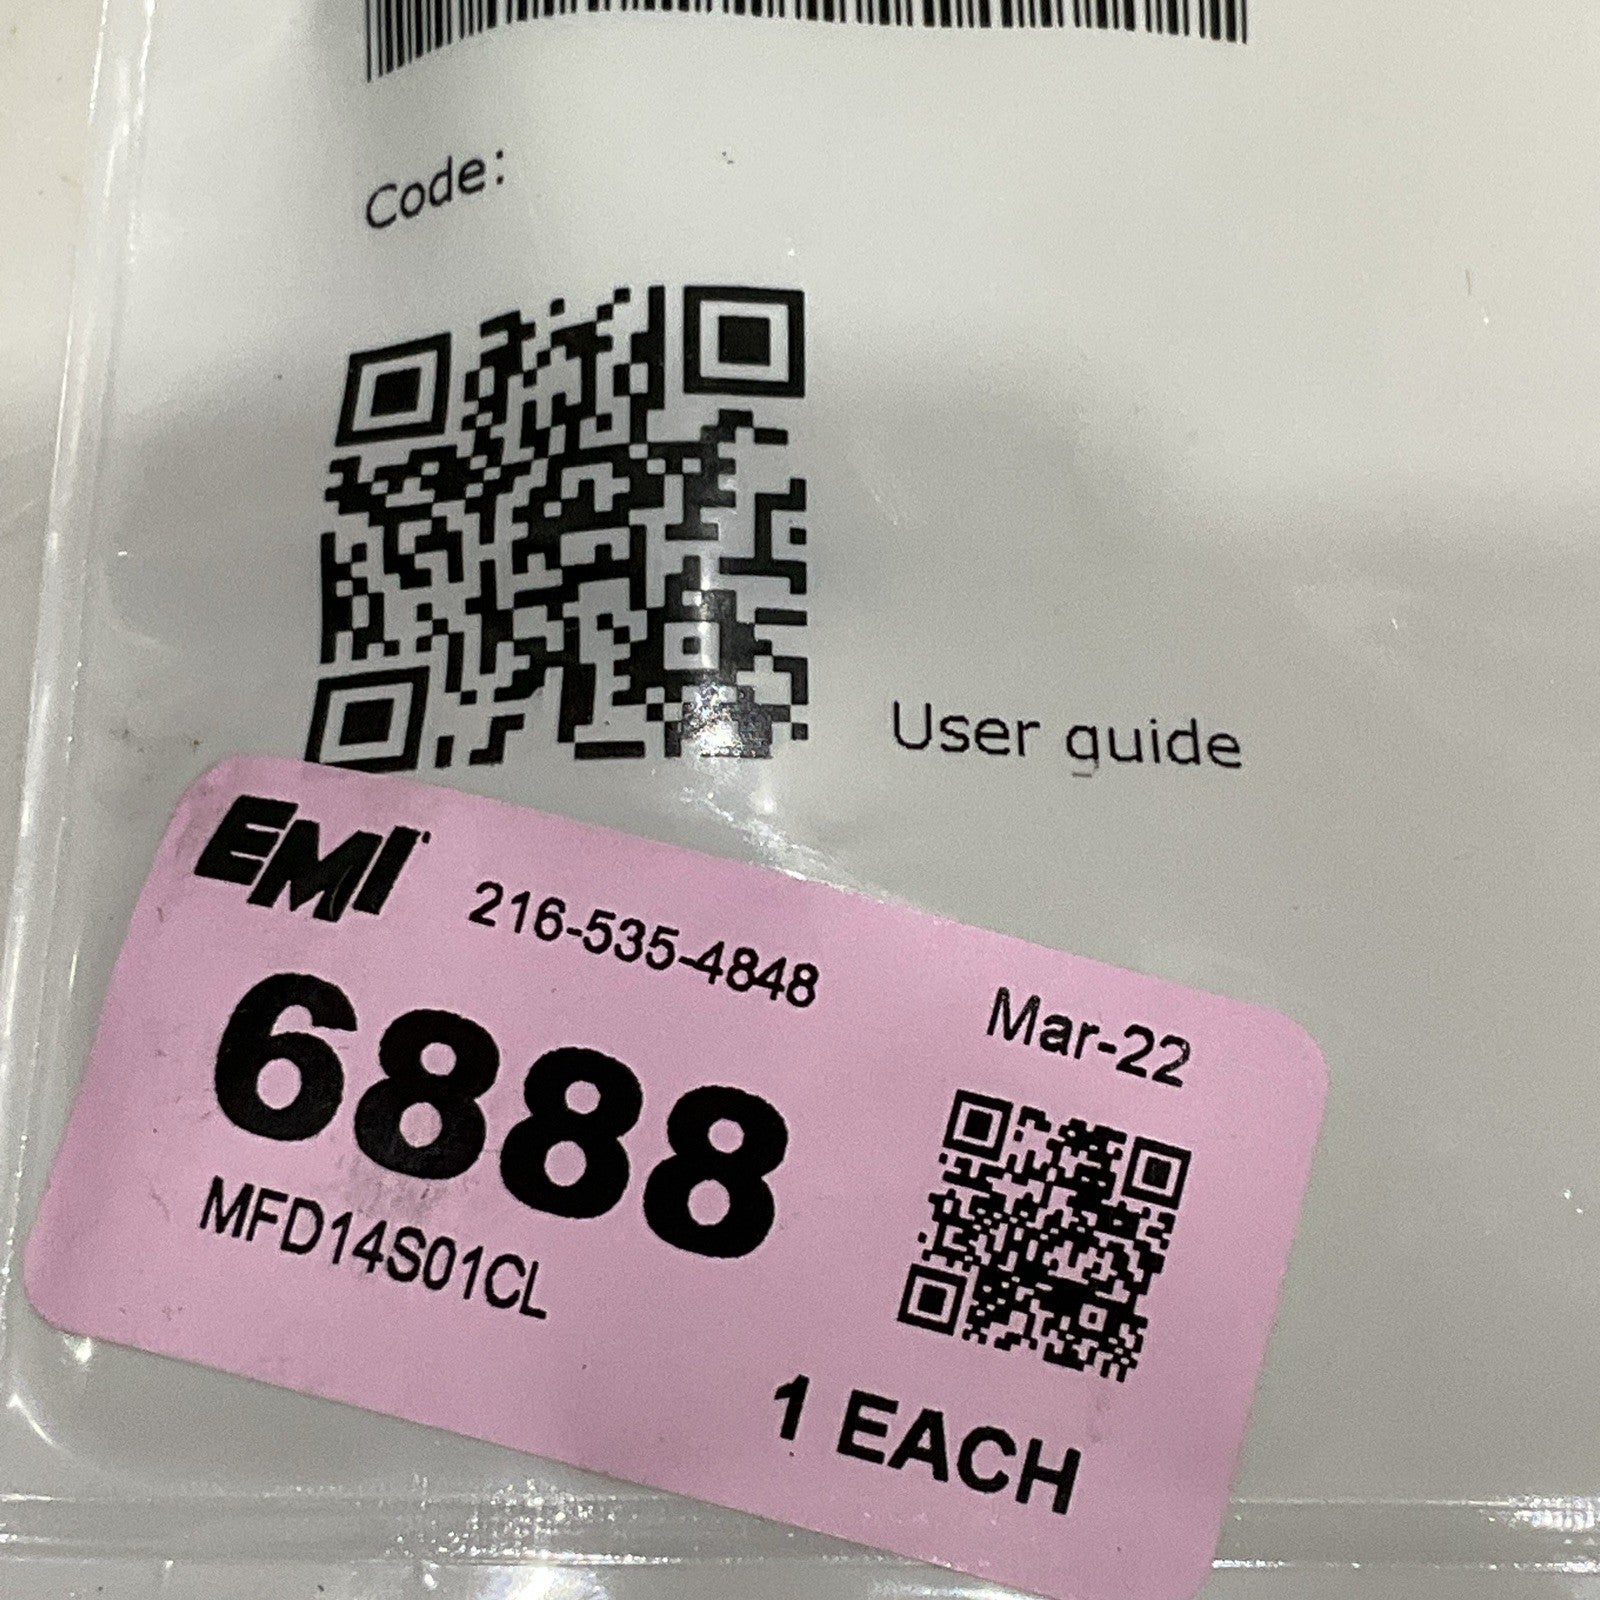 Code:
User guide
EMI
216-535-4848
Mar-22
6888
MFD14S01CL
1 EACH